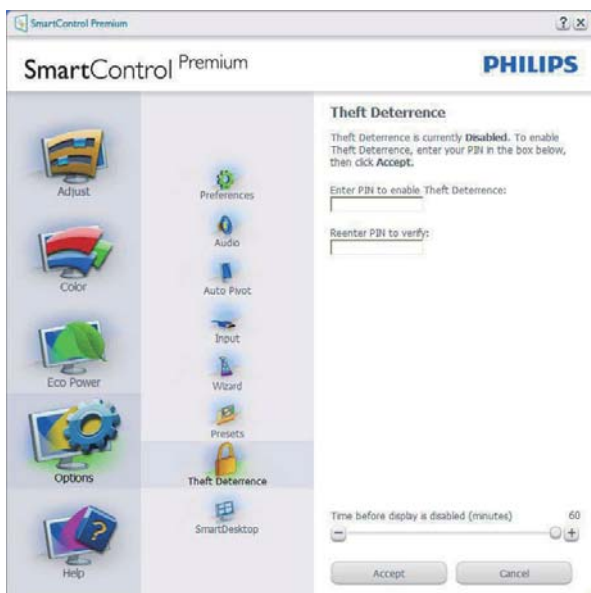 SmartControl Premium
SmartControl Premium
PHILIPS
Adjust
Color
Eco Power
Options
Help
Preferences
Audio
Auto Pivot
Input
Wizard
Presets
Theft Deterrence
SmartDesktop
Theft Deterrence
Theft Deterrence is currently Disabled. To enable
Theft Deterrence, enter your PIN in the box below,
then click Accept.
Enter PIN to enable Theft Deterrence:
Reenter PIN to verify:
Time before display is disabled (minutes) 60
Accept Cancel